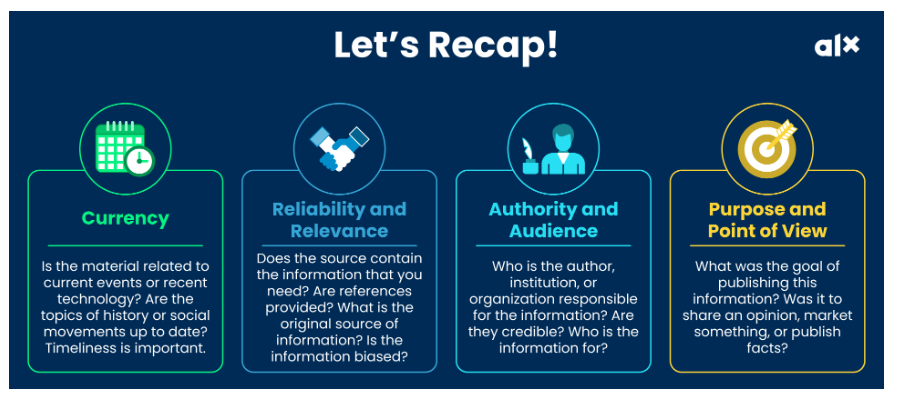 Let's Recap!
alx
Currency
Is the material related to
current events or recent
technology? Are the
topics of history or social
movements up to date?
Timeliness is important.
Reliability and
Relevance
Does the source contain
the information that you
need? Are references
provided? What is the
original source of
information? Is the
information biased?
Authority and
Audience
Who is the author,
institution, or
organization responsible
for the information? Are
they credible? Who is the
information for?
Purpose and
Point of View
What was the goal of
publishing this
information? Was it to
share an opinion, market
something, or publish
facts?